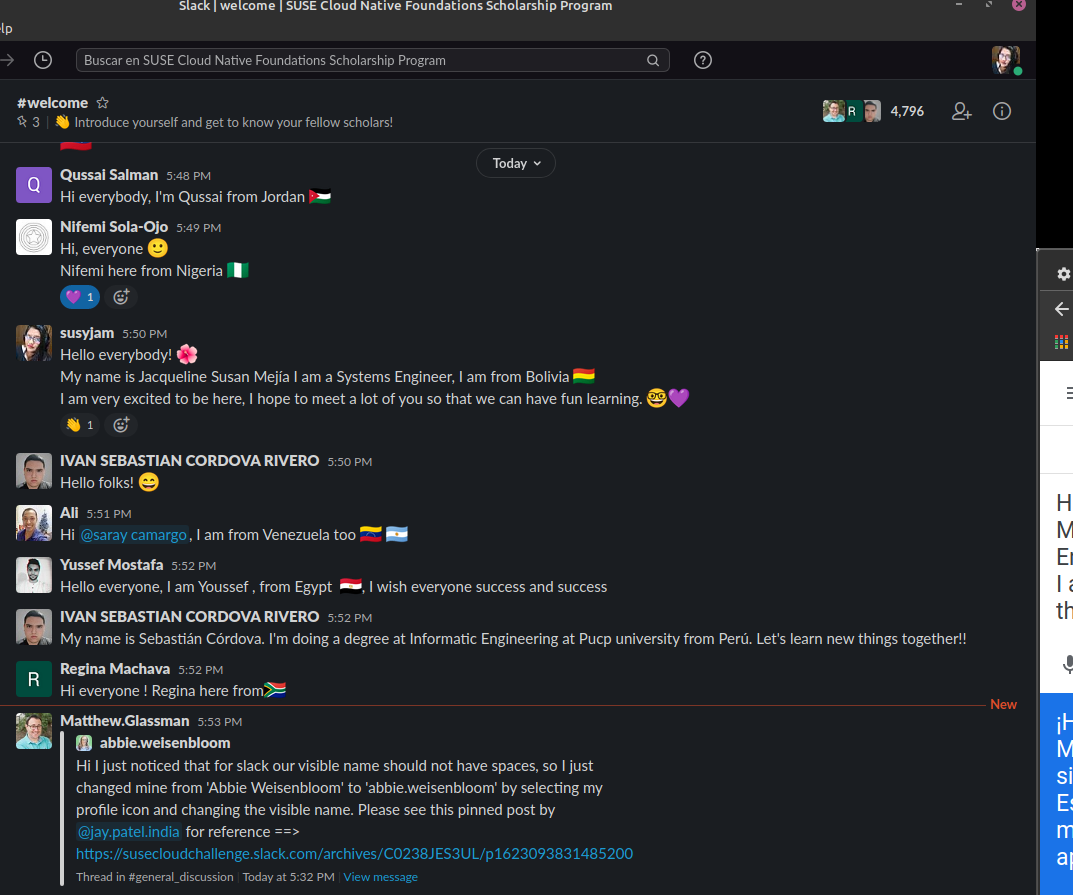 Slack | welcome | SUSE Cloud Native Foundations Scholarship Program
lp
Buscar en SUSE Cloud Native Foundations Scholarship Program
#welcome
3 | 👋 Introduce yourself and get to know your fellow scholars!
R
4,796
Today
Q
Qussai Salman 5:48 PM
Hi everybody, I'm Qussai from Jordan 🇯🇴
Nifemi Sola-Ojo 5:49 PM
Hi, everyone 🙂
Nifemi here from Nigeria 🇳🇬
💜 1
susyjam 5:50 PM
Hello everybody! 🌺
My name is Jacqueline Susan Mejía I am a Systems Engineer, I am from Bolivia 🇧🇴
I am very excited to be here, I hope to meet a lot of you so that we can have fun learning. 🤓💜
👋 1
IVAN SEBASTIAN CORDOVA RIVERO 5:50 PM
Hello folks! 😄
Ali 5:51 PM
Hi @saray camargo, I am from Venezuela too 🇻🇪 🇦🇷
Yussef Mostafa 5:52 PM
Hello everyone, I am Youssef , from Egypt 🇪🇬, I wish everyone success and success
IVAN SEBASTIAN CORDOVA RIVERO 5:52 PM
My name is Sebastián Córdova. I'm doing a degree at Informatic Engineering at Pucp university from Perú. Let's learn new things together!!
R
Regina Machava 5:52 PM
Hi everyone ! Regina here from🇿🇦
New
Matthew.Glassman 5:53 PM
abbie.weisenbloom
Hi I just noticed that for slack our visible name should not have spaces, so I just
changed mine from 'Abbie Weisenbloom' to 'abbie.weisenbloom' by selecting my
profile icon and changing the visible name. Please see this pinned post by
@jay.patel.india for reference ==>
https://susecloudchallenge.slack.com/archives/C0238JES3UL/p1623093831485200
Thread in #general_discussion | Today at 5:32 PM | View message